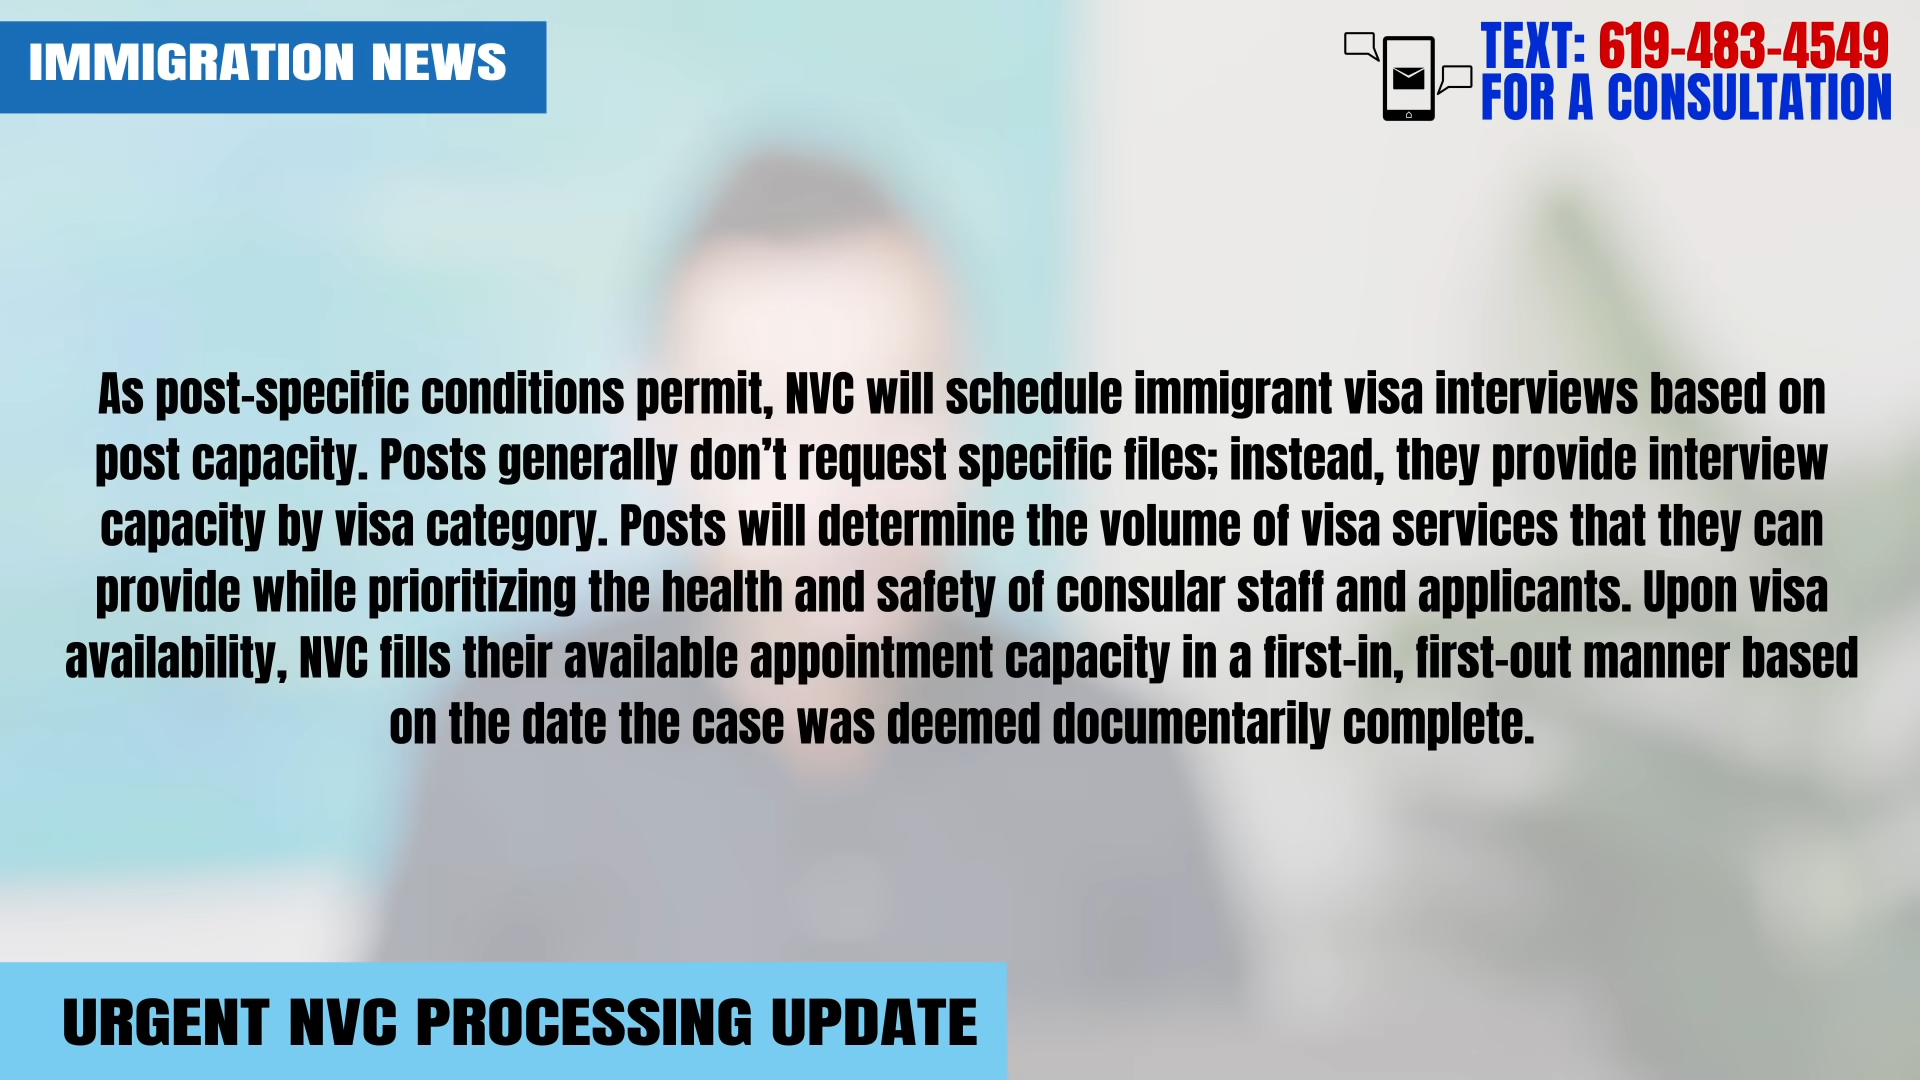 IMMIGRATION NEWS
TEXT: 619-483-4549
FOR A CONSULTATION
As post-specific conditions permit, NVC will schedule immigrant visa interviews based on
post capacity. Posts generally don’t request specific files; instead, they provide interview
capacity by visa category. Posts will determine the volume of visa services that they can
provide while prioritizing the health and safety of consular staff and applicants. Upon visa
availability, NVC fills their available appointment capacity in a first-in, first-out manner based
on the date the case was deemed documentarily complete.
URGENT NVC PROCESSING UPDATE